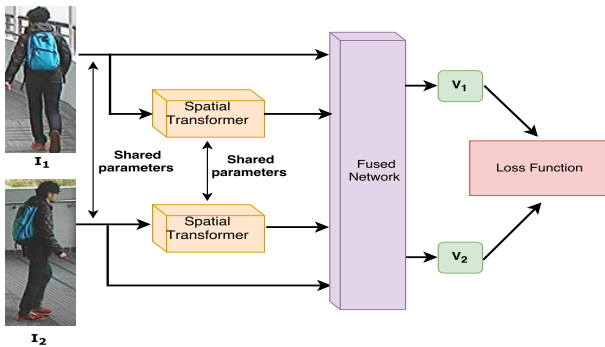 I₁
Shared
parameters
I₂
Spatial
Transformer
Shared
parameters
Spatial
Transformer
Fused
Network
V₁
V₂
Loss Function